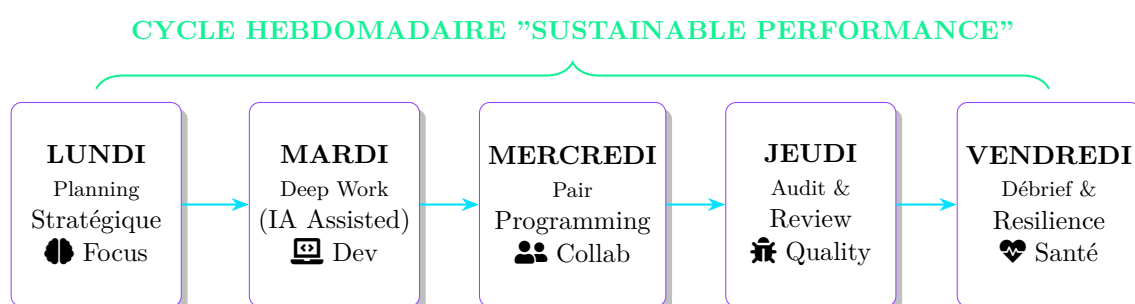 CYCLE HEBDOMADAIRE ”SUSTAINABLE PERFORMANCE”
LUNDI
Planning
Stratégique
Focus
MARDI
Deep Work
(IA Assisted)
Dev
MERCREDI
Pair
Programming
Collab
JEUDI
Audit &
Review
Quality
VENDREDI
Débrief &
Resilience
Santé